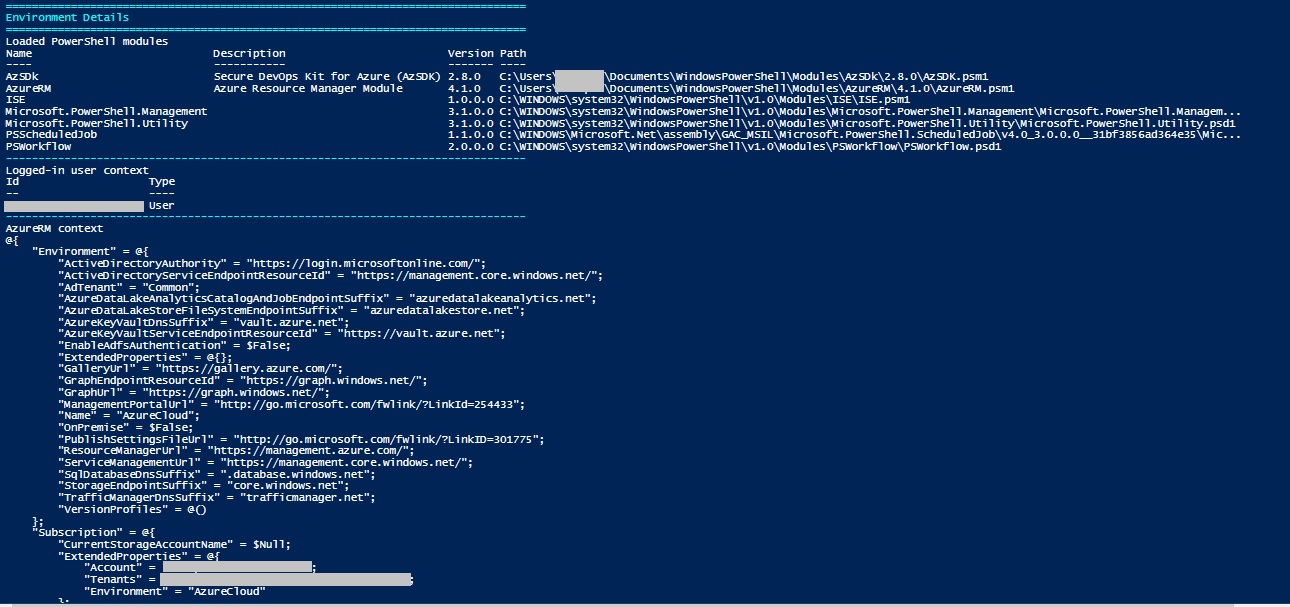 ================================================================================
Environment Details
================================================================================
Loaded PowerShell modules
Name Description Version Path
---- ----------- ------- ----
AzSDk Secure DevOps Kit for Azure (AzSDK) 2.8.0 C:\Users\ \Documents\WindowsPowerShell\Modules\AzSDk\2.8.0\AzSDK.psm1
AzureRM Azure Resource Manager Module 4.1.0 C:\Users\ \Documents\WindowsPowerShell\Modules\AzureRM\4.1.0\AzureRM.psm1
ISE 1.0.0.0 C:\WINDOWS\system32\WindowsPowerShell\v1.0\Modules\ISE\ISE.psm1
Microsoft.PowerShell.Management 3.1.0.0 C:\WINDOWS\system32\WindowsPowerShell\v1.0\Modules\Microsoft.PowerShell.Management\Microsoft.PowerShell.Managem...
Microsoft.PowerShell.Utility 3.1.0.0 C:\WINDOWS\system32\WindowsPowerShell\v1.0\Modules\Microsoft.PowerShell.Utility\Microsoft.PowerShell.Utility.psd1
PSScheduledJob 1.1.0.0 C:\WINDOWS\Microsoft.Net\assembly\GAC_MSIL\Microsoft.PowerShell.ScheduledJob\v4.0_3.0.0.0__31bf3856ad364e35\Mic...
PSWorkflow 2.0.0.0 C:\WINDOWS\system32\WindowsPowerShell\v1.0\Modules\PSWorkflow\PSWorkflow.psd1
--------------------------------------------------------------------------------
Logged-in user context
Id Type
-- ----
User
--------------------------------------------------------------------------------
AzureRM context
@{
"Environment" = @{
"ActiveDirectoryAuthority" = "https://login.microsoftonline.com/";
"ActiveDirectoryServiceEndpointResourceId" = "https://management.core.windows.net/";
"AdTenant" = "Common";
"AzureDataLakeAnalyticsCatalogAndJobEndpointSuffix" = "azuredatalakeanalytics.net";
"AzureDataLakeStoreFileSystemEndpointSuffix" = "azuredatalakestore.net";
"AzureKeyVaultDnsSuffix" = "vault.azure.net";
"AzureKeyVaultServiceEndpointResourceId" = "https://vault.azure.net";
"EnableAdfsAuthentication" = $False;
"ExtendedProperties" = @{};
"GalleryUrl" = "https://gallery.azure.com/";
"GraphEndpointResourceId" = "https://graph.windows.net/";
"GraphUrl" = "https://graph.windows.net/";
"ManagementPortalUrl" = "http://go.microsoft.com/fwlink/?LinkId=254433";
"Name" = "AzureCloud";
"OnPremise" = $False;
"PublishSettingsFileUrl" = "http://go.microsoft.com/fwlink/?LinkID=301775";
"ResourceManagerUrl" = "https://management.azure.com/";
"ServiceManagementUrl" = "https://management.core.windows.net/";
"SqlDatabaseDnsSuffix" = ".database.windows.net";
"StorageEndpointSuffix" = "core.windows.net";
"TrafficManagerDnsSuffix" = "trafficmanager.net";
"VersionProfiles" = @()
};
"Subscription" = @{
"CurrentStorageAccountName" = $Null;
"ExtendedProperties" = @{
"Account" = ;
"Tenants" = ;
"Environment" = "AzureCloud"
};